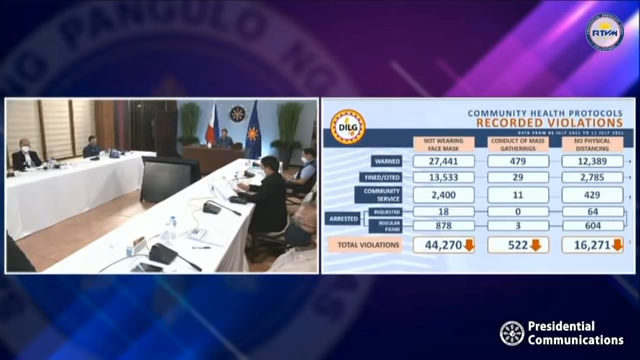 RTVM
PANG PANGULO NG
COMMUNITY HEALTH PROTOCOLS
RECORDED VIOLATIONS
DILG
NOT WEARING FACE MASK
CONDUCT OF MASS GATHERINGS
NO PHYSICAL DISTANCING
WARNED 27,441 479 12,389
FINED/CITED 13,533 29 2,785
COMMUNITY SERVICE 2,400 11 429
ARRESTED
INQUESTED 18 0 64
REGULAR FILING 878 3 604
TOTAL VIOLATIONS 44,270 522 16,271
Presidential
Communications